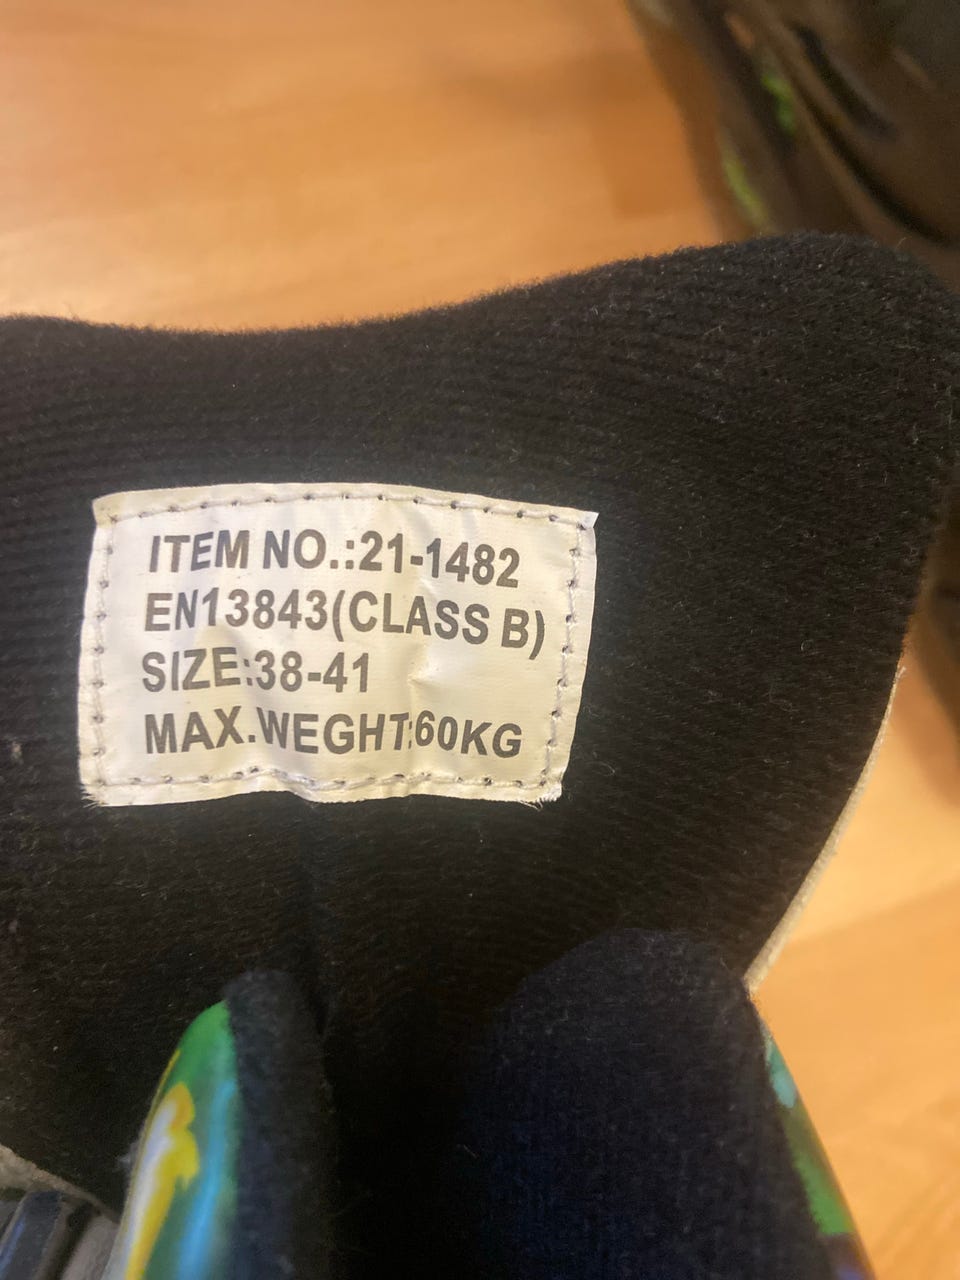 ITEM NO.:21-1482
EN13843(CLASS B)
SIZE:38-41
MAX.WEGHT:60KG